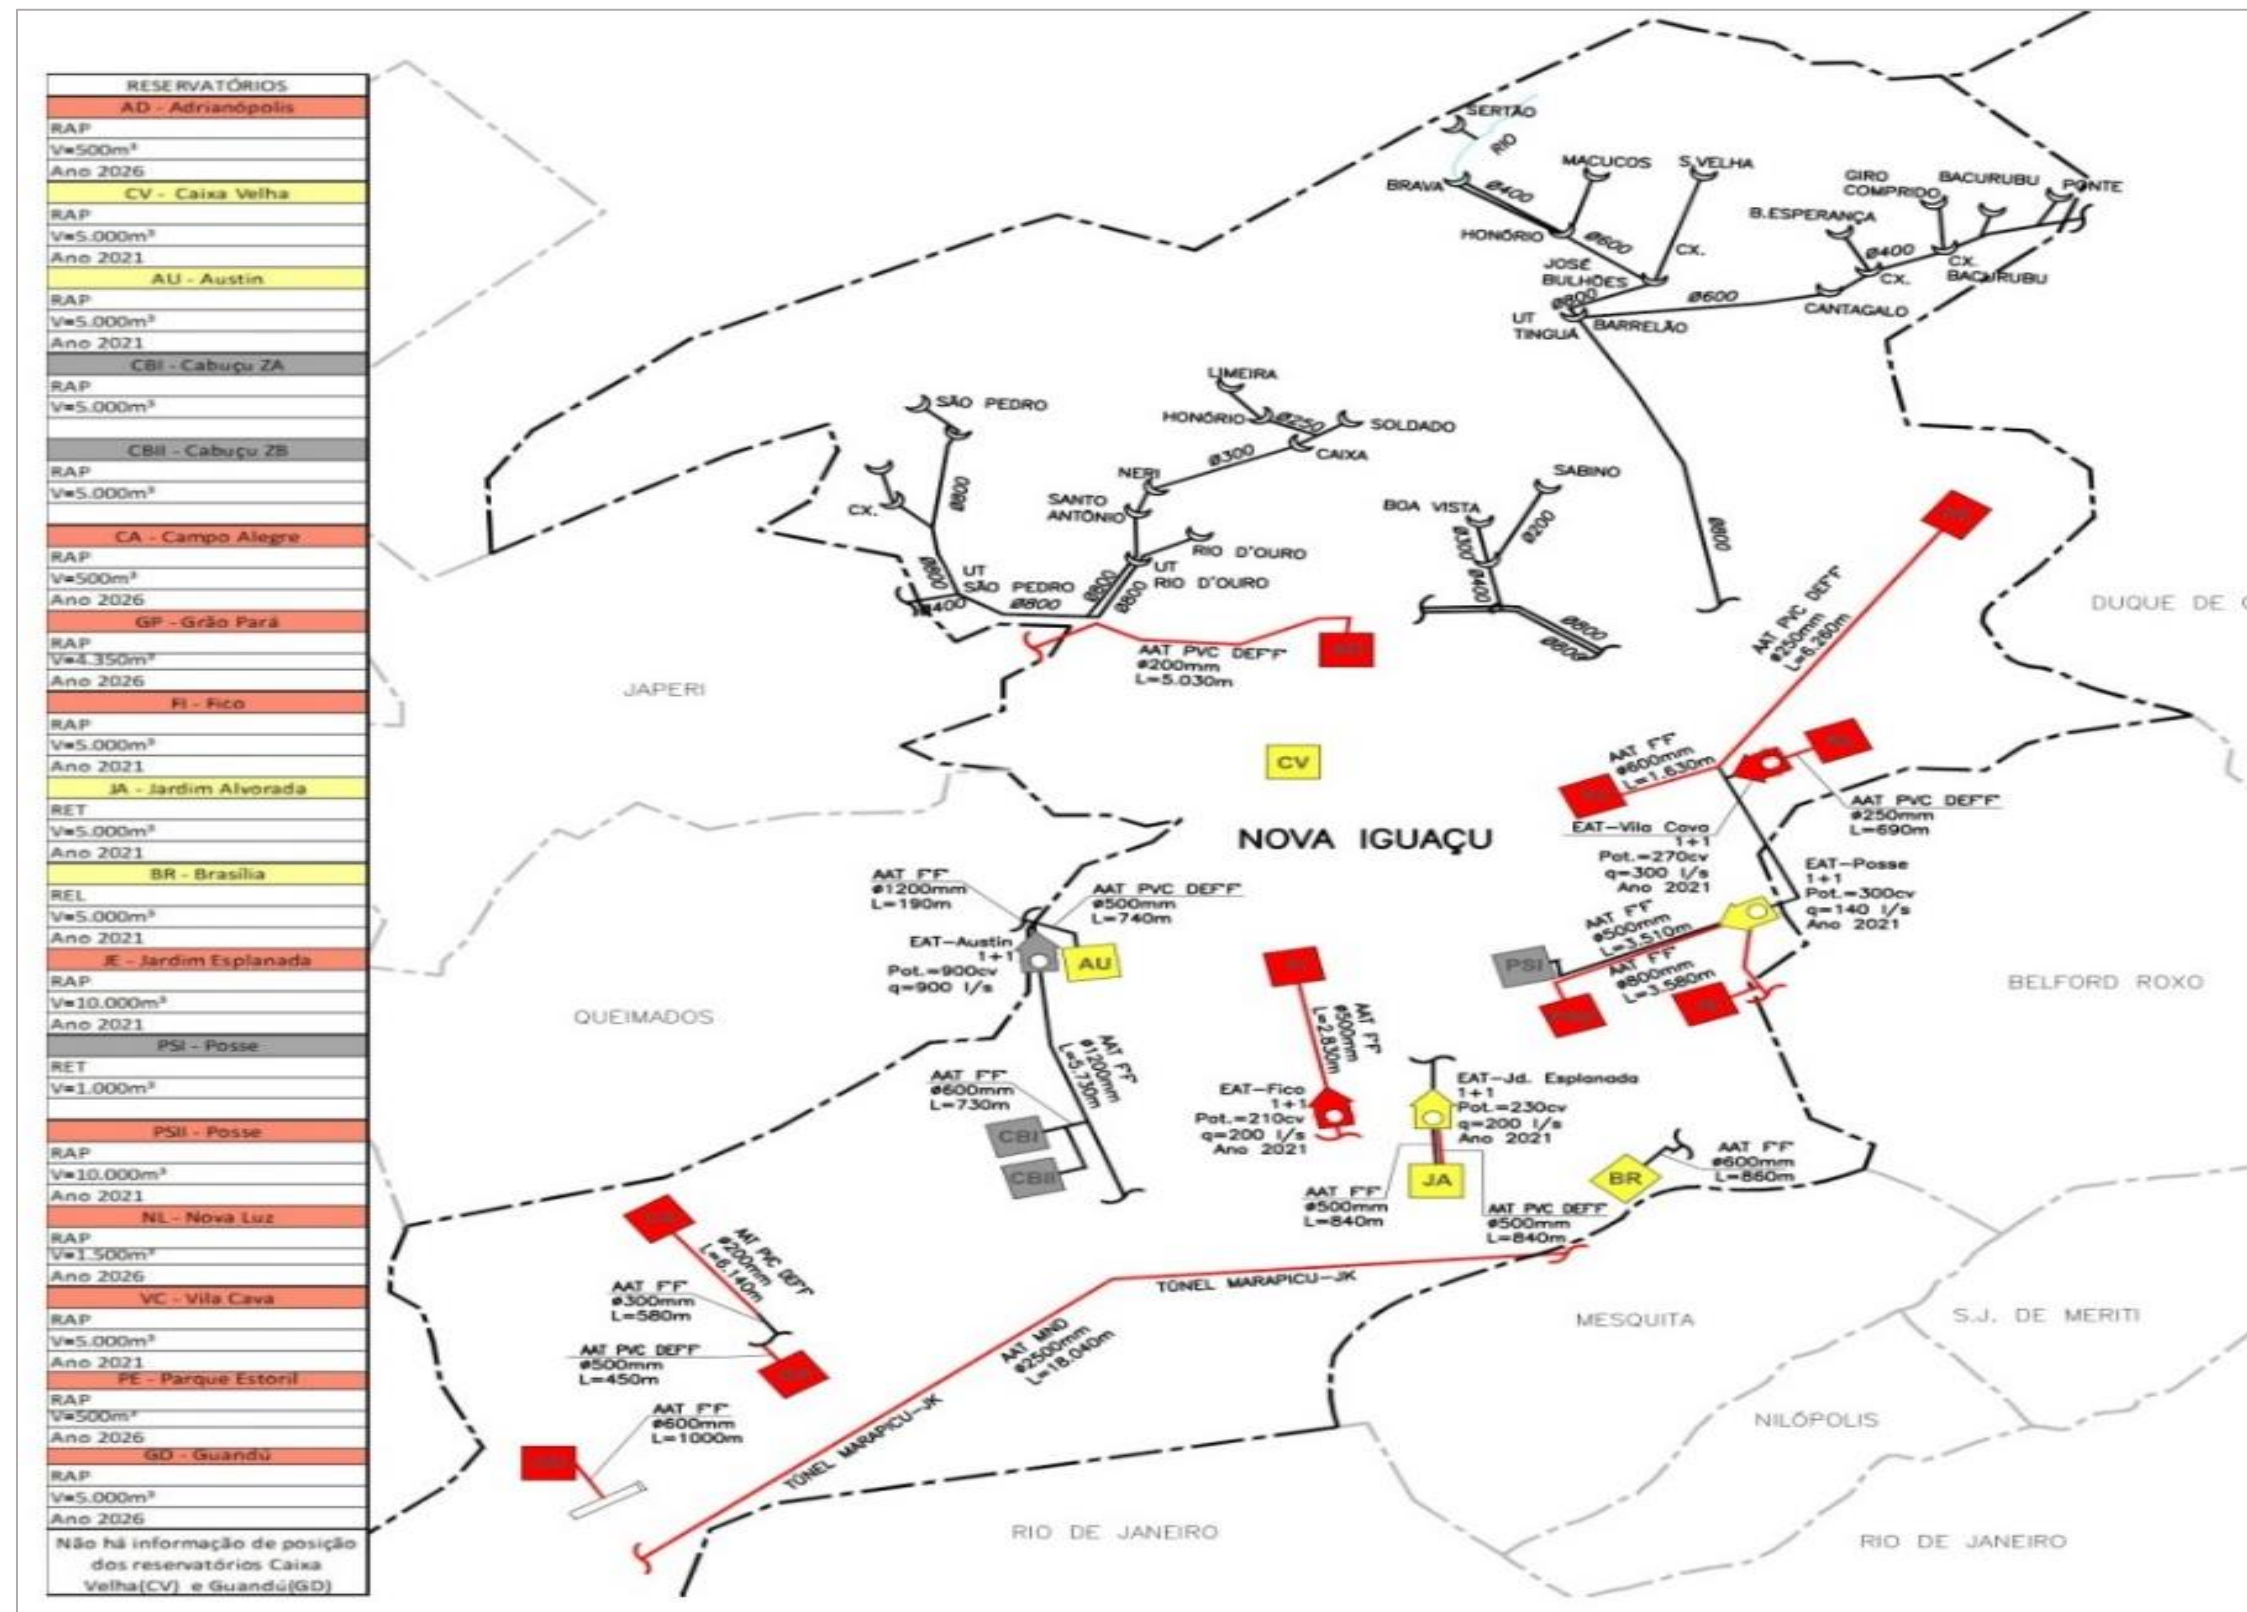 RESERVATÓRIOS
AD - Adrianópolis
RAP
V=500m³
Ano 2026
CV - Caixa Velha
RAP
V=5.000m³
Ano 2021
AU - Austin
RAP
V=5.000m³
Ano 2021
CBI - Cabuçu ZA
RAP
V=5.000m³
CBII - Cabuçu ZB
RAP
V=5.000m³
CA - Campo Alegre
RAP
V=500m³
Ano 2026
GP - Grão Pará
RAP
V=4.350m³
Ano 2026
FI - Fico
RAP
V=5.000m³
Ano 2021
JA - Jardim Alvorada
RET
V=5.000m³
Ano 2021
BR - Brasília
REL
V=5.000m³
Ano 2021
JE - Jardim Esplanada
RAP
V=10.000m³
Ano 2021
PSI - Posse
RET
V=1.000m³
PSII - Posse
RAP
V=10.000m³
Ano 2021
NL - Nova Luz
RAP
V=1.500m³
Ano 2026
VC - Vila Cava
RAP
V=5.000m³
Ano 2021
PE - Parque Estoril
RAP
V=500m³
Ano 2026
GD - Guandú
RAP
V=5.000m³
Ano 2026
Não há informação de posição
dos reservatórios Caixa
Velha(CV) e Guandú(GD)
SERTÃO
RIO
BRAVA
Ø400
MACUCOS
S.VELHA
HONÓRIO
Ø600
CX.
JOSÉ
BULHÕES
Ø800
UT
TINGUÁ
BARRELÃO
Ø600
CANTAGALO
B.ESPERANÇA
GIRO
COMPRIDO
BACURUBU
PONTE
Ø400
CX.
CX.
BACURUBU
Ø800
SÃO PEDRO
Ø800
CX.
Ø800
UT
SÃO PEDRO
Ø400
Ø800
LIMEIRA
HONÓRIO
Ø250
SOLDADO
CAIXA
Ø300
NERI
SANTO
ANTÔNIO
RIO D'OURO
UT
RIO D'OURO
Ø800
Ø800
BOA VISTA
SABINO
Ø300
Ø200
Ø400
Ø800
Ø800
AAT PVC DEF°F°
Ø200mm
L=5.030m
AAT PVC DEF°F°
Ø250mm
L=6.260m
DUQUE DE C
JAPERI
CV
NOVA IGUAÇU
AAT F°F°
Ø600mm
L=1.630m
EAT-Vila Cava
1+1
Pot.=270cv
q=300 l/s
Ano 2021
AAT PVC DEF°F°
Ø250mm
L=690m
EAT-Posse
1+1
Pot.=300cv
q=140 l/s
Ano 2021
AAT F°F°
Ø500mm
L=3.510m
AAT F°F°
Ø800mm
L=3.580m
PSI
BELFORD ROXO
AAT F°F°
Ø1200mm
L=190m
AAT PVC DEF°F°
Ø500mm
L=740m
EAT-Austin
1+1
Pot.=900cv
q=900 l/s
AU
QUEIMADOS
AAT F°F°
Ø1200mm
L=5.730m
AAT F°F°
Ø600mm
L=730m
CBI
CBII
AAT F°F°
Ø500mm
L=2.830m
EAT-Fico
1+1
Pot.=210cv
q=200 l/s
Ano 2021
EAT-Jd. Esplanada
1+1
Pot.=230cv
q=200 l/s
Ano 2021
JA
AAT F°F°
Ø500mm
L=840m
AAT PVC DEF°F°
Ø500mm
L=840m
BR
AAT F°F°
Ø600mm
L=860m
AAT PVC DEF°F°
Ø200mm
L=6.140m
AAT F°F°
Ø300mm
L=580m
AAT PVC DEF°F°
Ø500mm
L=450m
AAT F°F°
Ø600mm
L=1000m
TÚNEL MARAPICU-JK
AAT MND
Ø2500mm
L=18.040m
TÚNEL MARAPICU-JK
MESQUITA
S.J. DE MERITI
NILÓPOLIS
RIO DE JANEIRO
RIO DE JANEIRO